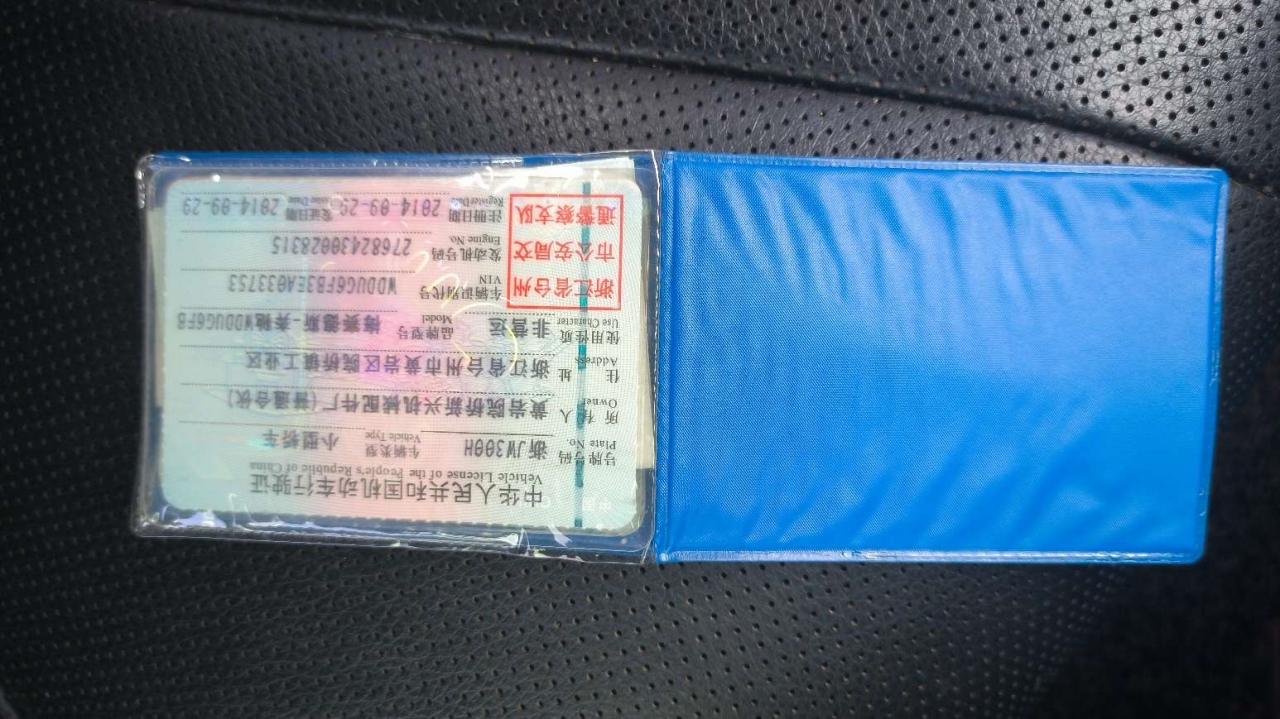 中华人民共和国机动车行驶证
Vehicle License of the People's Republic of China
号牌号码 浙JW300H 车辆类型 小型轿车
Plate No. Vehicle Type
所有人 黄岩院桥新兴机械配件厂(普通合伙)
Owner
住址 浙江省台州市黄岩区院桥镇工业区
Address
使用性质 非营运 品牌型号 梅赛德斯-奔驰WDDUG6FB
Use Character Model
浙江省台州
市公安局交
通警察支队
车辆识别代号 WDDUG6FB3EA033753
VIN
发动机号码 27682430028315
Engine No.
注册日期 2014-09-29 发证日期 2014-09-29
Register Date Issue Date